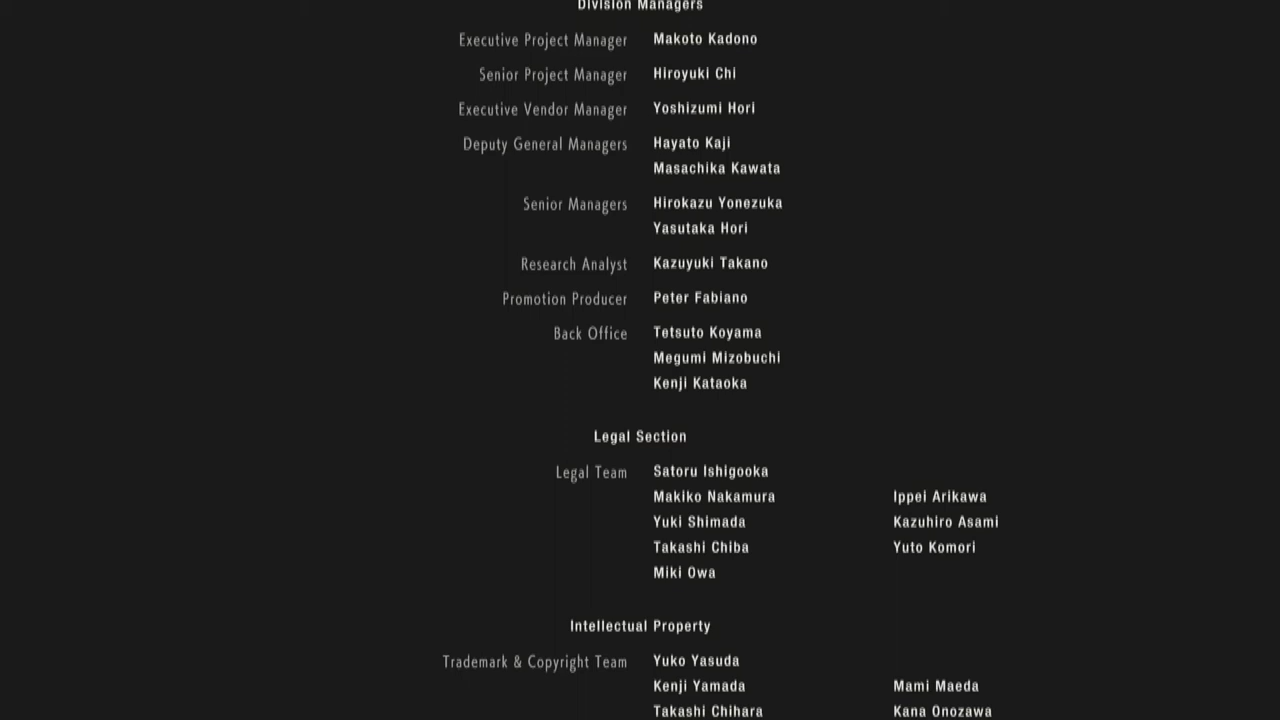 Division Managers
Executive Project Manager Makoto Kadono
Senior Project Manager Hiroyuki Chi
Executive Vendor Manager Yoshizumi Hori
Deputy General Managers Hayato Kaji
Masachika Kawata
Senior Managers Hirokazu Yonezuka
Yasutaka Hori
Research Analyst Kazuyuki Takano
Promotion Producer Peter Fabiano
Back Office Tetsuto Koyama
Megumi Mizobuchi
Kenji Kataoka
Legal Section
Legal Team Satoru Ishigooka
Makiko Nakamura Ippei Arikawa
Yuki Shimada Kazuhiro Asami
Takashi Chiba Yuto Komori
Miki Owa
Intellectual Property
Trademark & Copyright Team Yuko Yasuda
Kenji Yamada Mami Maeda
Takashi Chihara Kana Onozawa